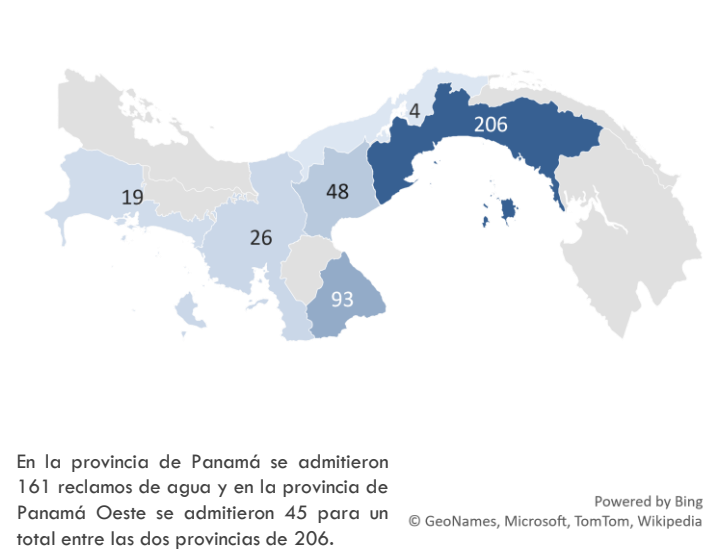 4
206
19
48
26
93
En la provincia de Panamá se admitieron
161 reclamos de agua y en la provincia de
Panamá Oeste se admitieron 45 para un
total entre las dos provincias de 206.
Powered by Bing
© GeoNames, Microsoft, TomTom, Wikipedia